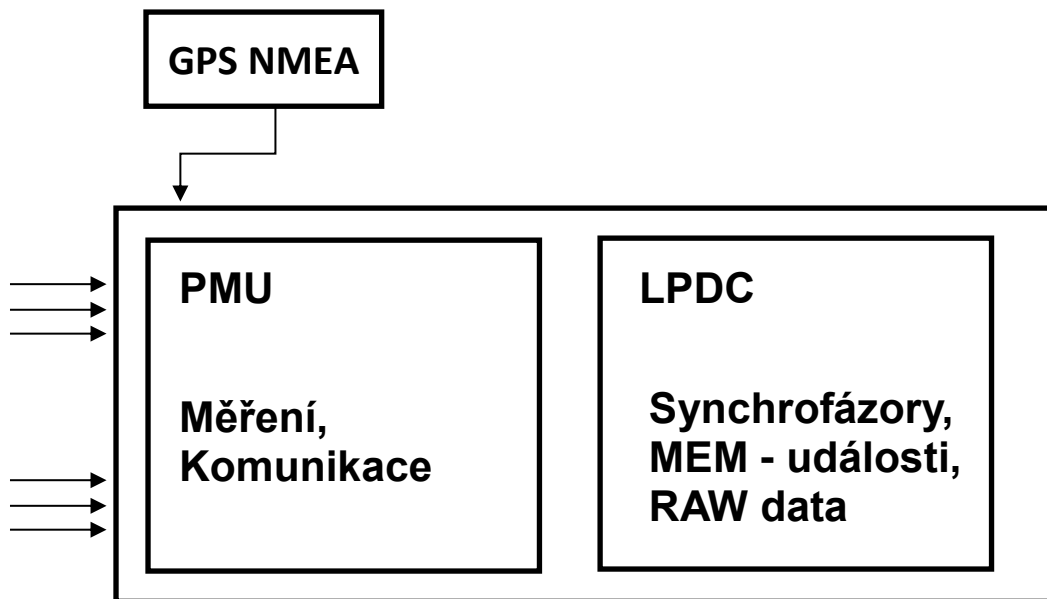 GPS NMEA
PMU
Měření,
Komunikace
LPDC
Synchrofázory,
MEM - události,
RAW data